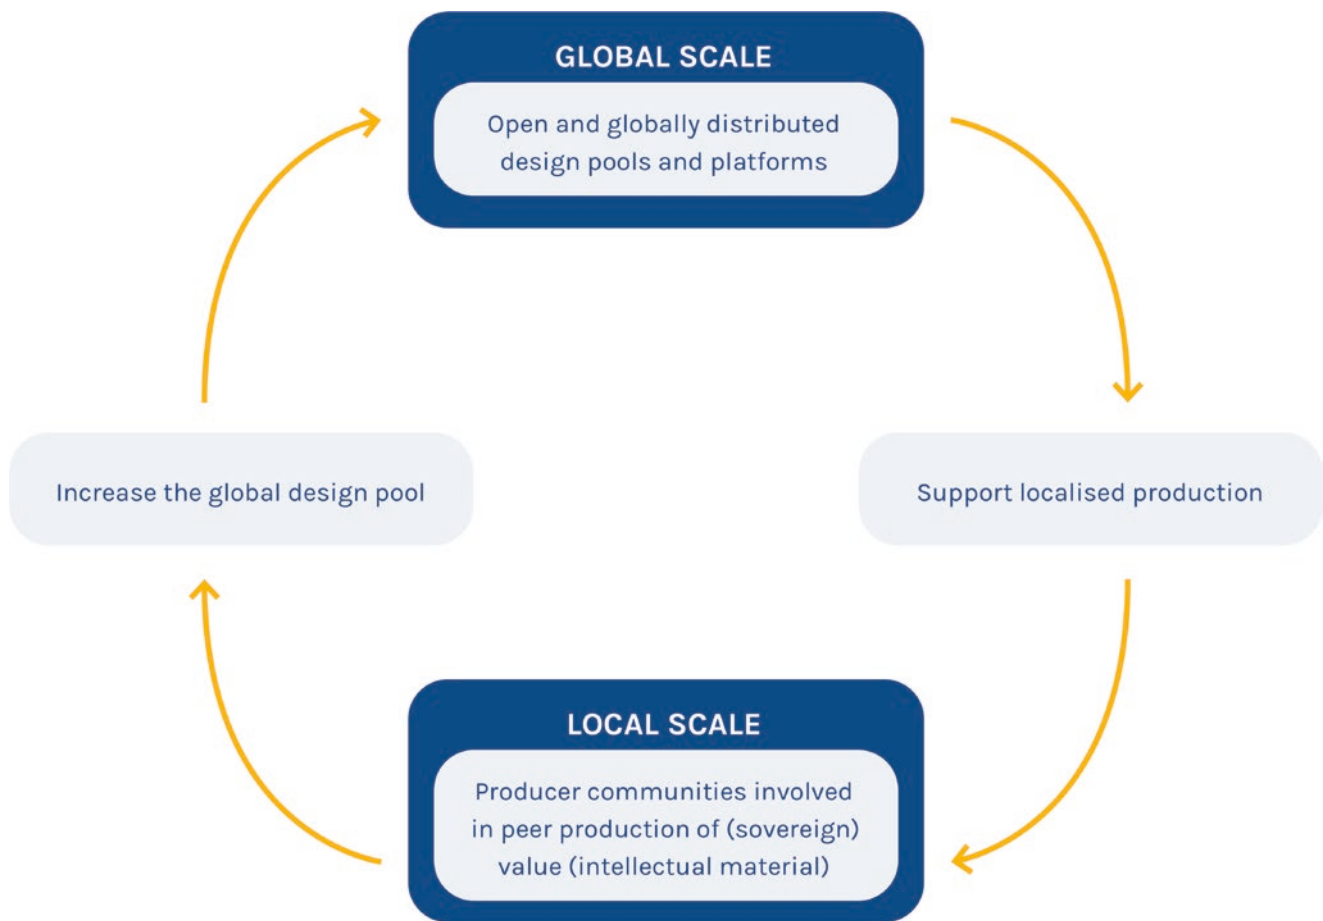 GLOBAL SCALE
Open and globally distributed
design pools and platforms
Increase the global design pool
Support localised production
LOCAL SCALE
Producer communities involved
in peer production of (sovereign)
value (intellectual material)